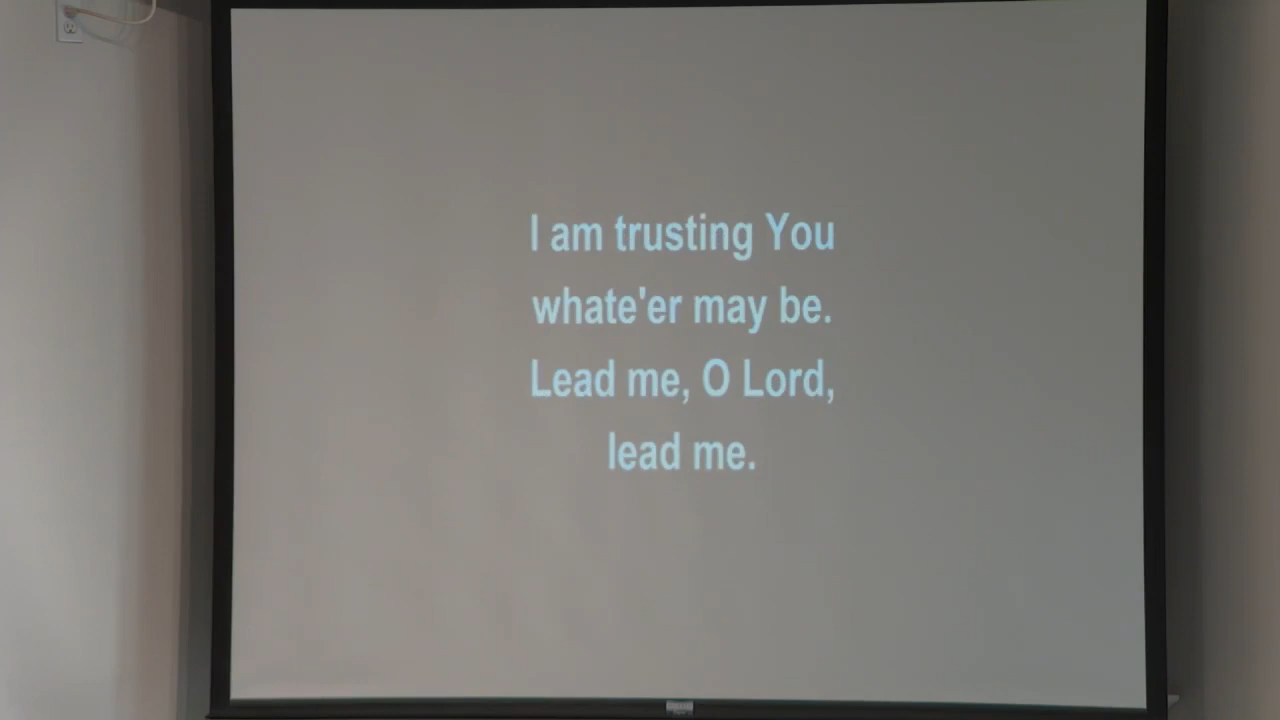 I am trusting You
whate'er may be.
Lead me, O Lord,
lead me.